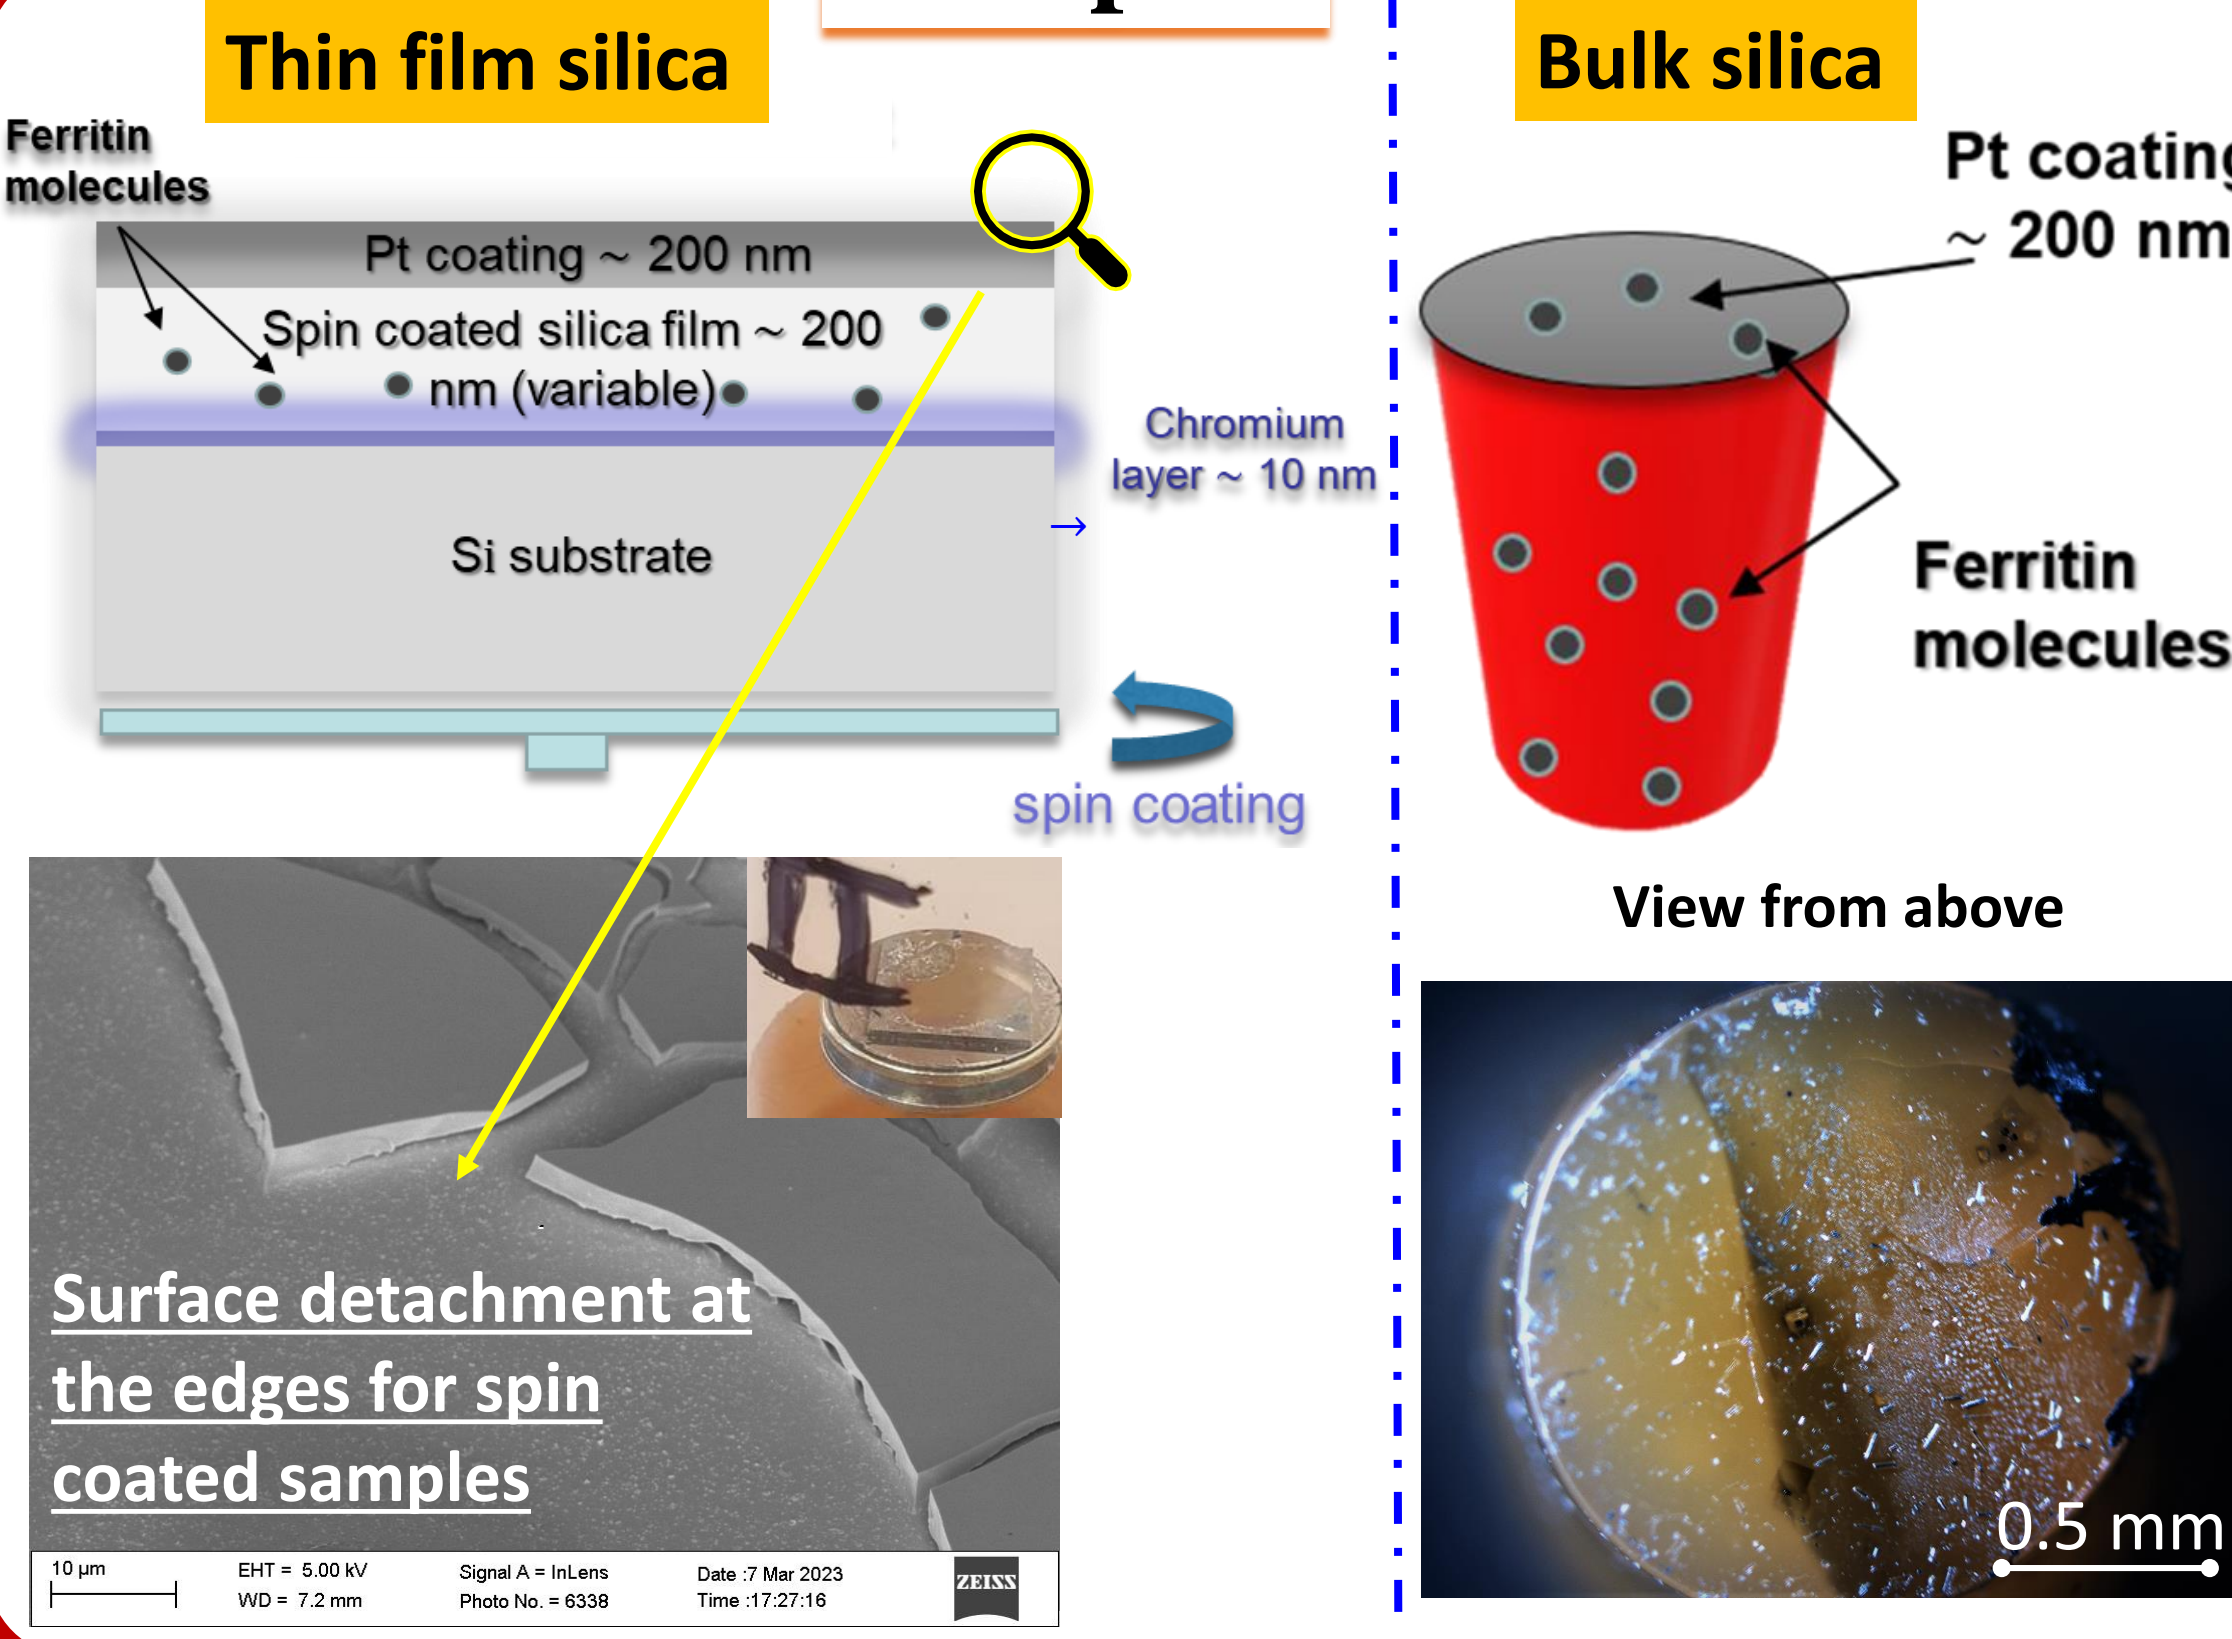 Thin film silica
Ferritin
molecules
Pt coating ~ 200 nm
Spin coated silica film ~ 200
nm (variable)
Chromium
layer ~ 10 nm
→
Si substrate
spin coating
II
Surface detachment at
the edges for spin
coated samples
10 µm
EHT = 5.00 kV
WD = 7.2 mm
Signal A = InLens
Photo No. = 6338
Date :7 Mar 2023
Time :17:27:16
ZEISS
Bulk silica
Pt coating
~ 200 nm
Ferritin
molecules
View from above
0.5 mm